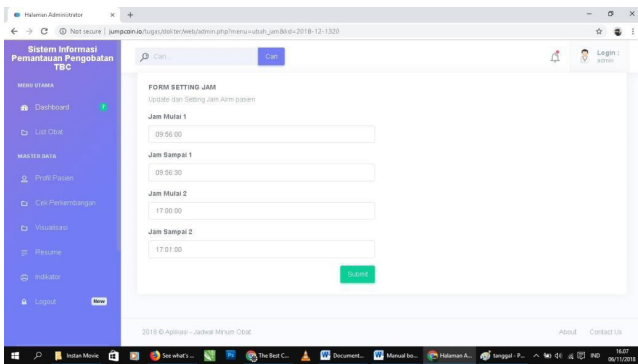 Halaman Administrator
Not secure | jumpcoin.io/tugas/dokter/web/admin.php?menu=ubah_jam&kid=2018-12-1320
Sistem Informasi
Pemantauan Pengobatan
TBC
Cari ...
Cari
Login :
admin
MENU UTAMA
Dashboard
List Obat
MASTER DATA
Profil Pasien
Cek Perkembangan
Visualisasi
Resume
Indikator
Logout
New
FORM SETTING JAM
Update dan Setting Jam Alrm pasien
Jam Mulai 1
09:56:00
Jam Sampai 1
09:56:30
Jam Mulai 2
17:00:00
Jam Sampai 2
17:01:00
Submit
2018 © Aplikasi - Jadwal Minum Obat
About
Contact Us
Instan Movie
See what's ...
The Best C...
Document...
Manual bo...
Halaman A...
tanggal - P...
IND
16.07
06/11/2018